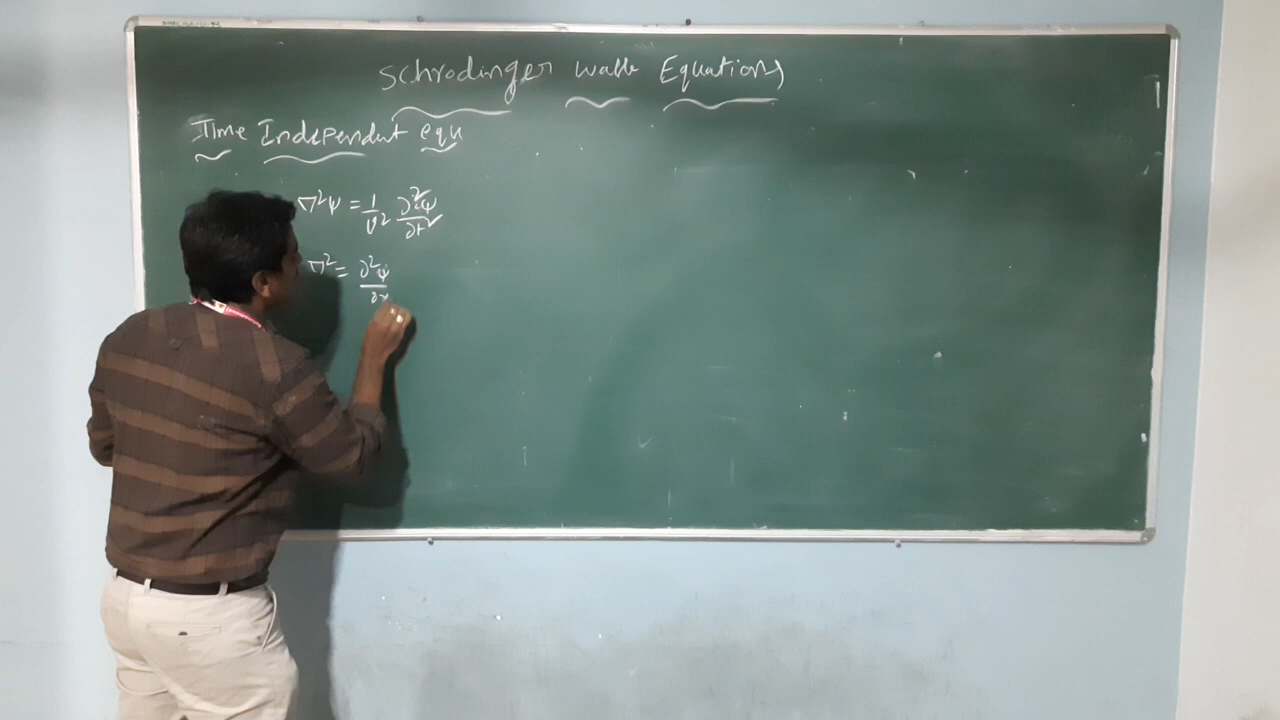 Schrodinger wave Equations
Time Independent equ
∇²ψ = 1/v² ∂²ψ/∂t²
∇² = ∂²ψ/∂x